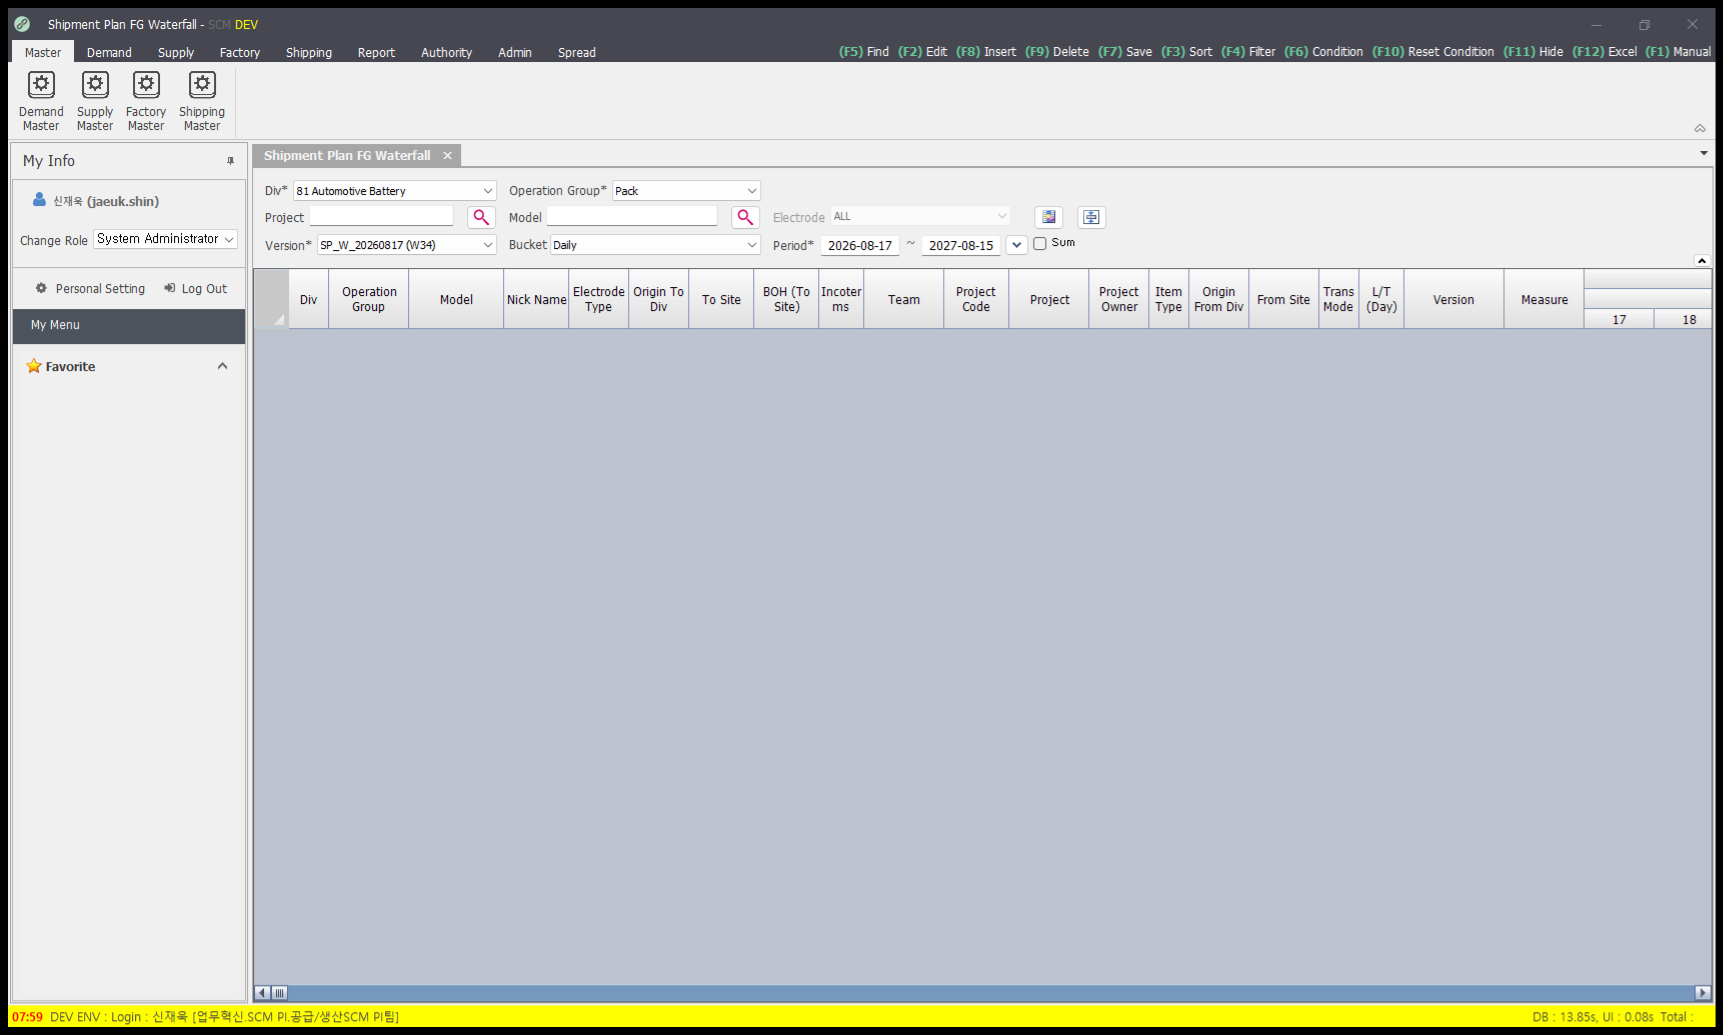 Shipment Plan FG Waterfall - SCM DEV
Master Demand Supply Factory Shipping Report Authority Admin Spread (F5) Find (F2) Edit (F8) Insert (F9) Delete (F7) Save (F3) Sort (F4) Filter (F6) Condition (F10) Reset Condition (F11) Hide (F12) Excel (F1) Manual
Demand Supply Factory Shipping
Master Master Master Master
My Info
신재욱 (jaeuk.shin)
Change Role System Administrator
Personal Setting Log Out
My Menu
Favorite
Shipment Plan FG Waterfall
Div* 81 Automotive Battery Operation Group* Pack
Project Model Electrode ALL
Version* SP_W_20260817 (W34) Bucket Daily Period* 2026-08-17 ~ 2027-08-15 Sum
Div Operation Group Model Nick Name Electrode Type Origin To Div To Site BOH (To Site) Incoterms Team Project Code Project Project Owner Item Type Origin From Div From Site Trans Mode L/T (Day) Version Measure
17 18
07:59 DEV ENV : Login : 신재욱 [업무혁신.SCM PI.공급/생산SCM PI팀] DB : 13.85s, UI : 0.08s Total :